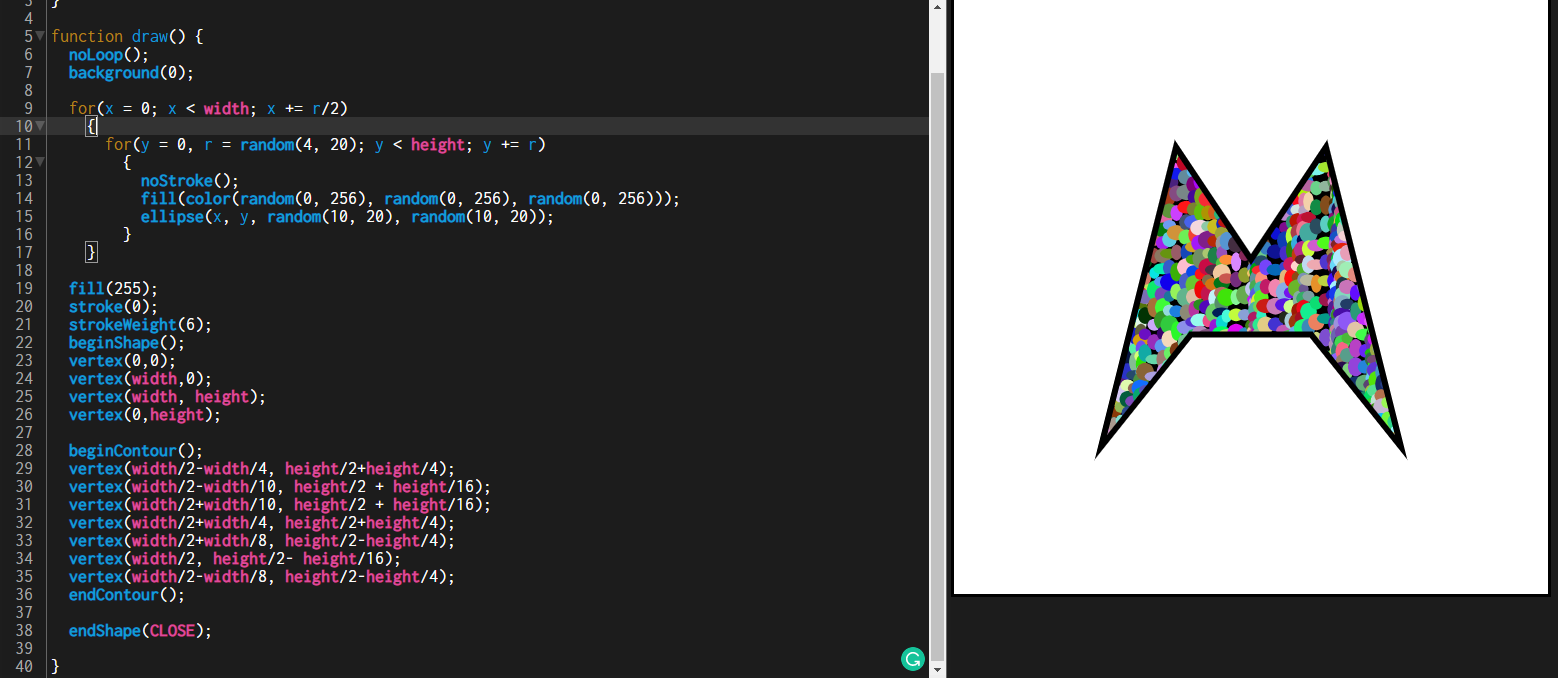 3 }
4
5 function draw() {
6 noLoop();
7 background(0);
8
9 for(x = 0; x < width; x += r/2)
10 {
11 for(y = 0, r = random(4, 20); y < height; y += r)
12 {
13 noStroke();
14 fill(color(random(0, 256), random(0, 256), random(0, 256)));
15 ellipse(x, y, random(10, 20), random(10, 20));
16 }
17 }
18
19 fill(255);
20 stroke(0);
21 strokeWeight(6);
22 beginShape();
23 vertex(0,0);
24 vertex(width,0);
25 vertex(width, height);
26 vertex(0,height);
27
28 beginContour();
29 vertex(width/2-width/4, height/2+height/4);
30 vertex(width/2-width/10, height/2 + height/16);
31 vertex(width/2+width/10, height/2 + height/16);
32 vertex(width/2+width/4, height/2+height/4);
33 vertex(width/2+width/8, height/2-height/4);
34 vertex(width/2, height/2- height/16);
35 vertex(width/2-width/8, height/2-height/4);
36 endContour();
37
38 endShape(CLOSE);
39
40 }